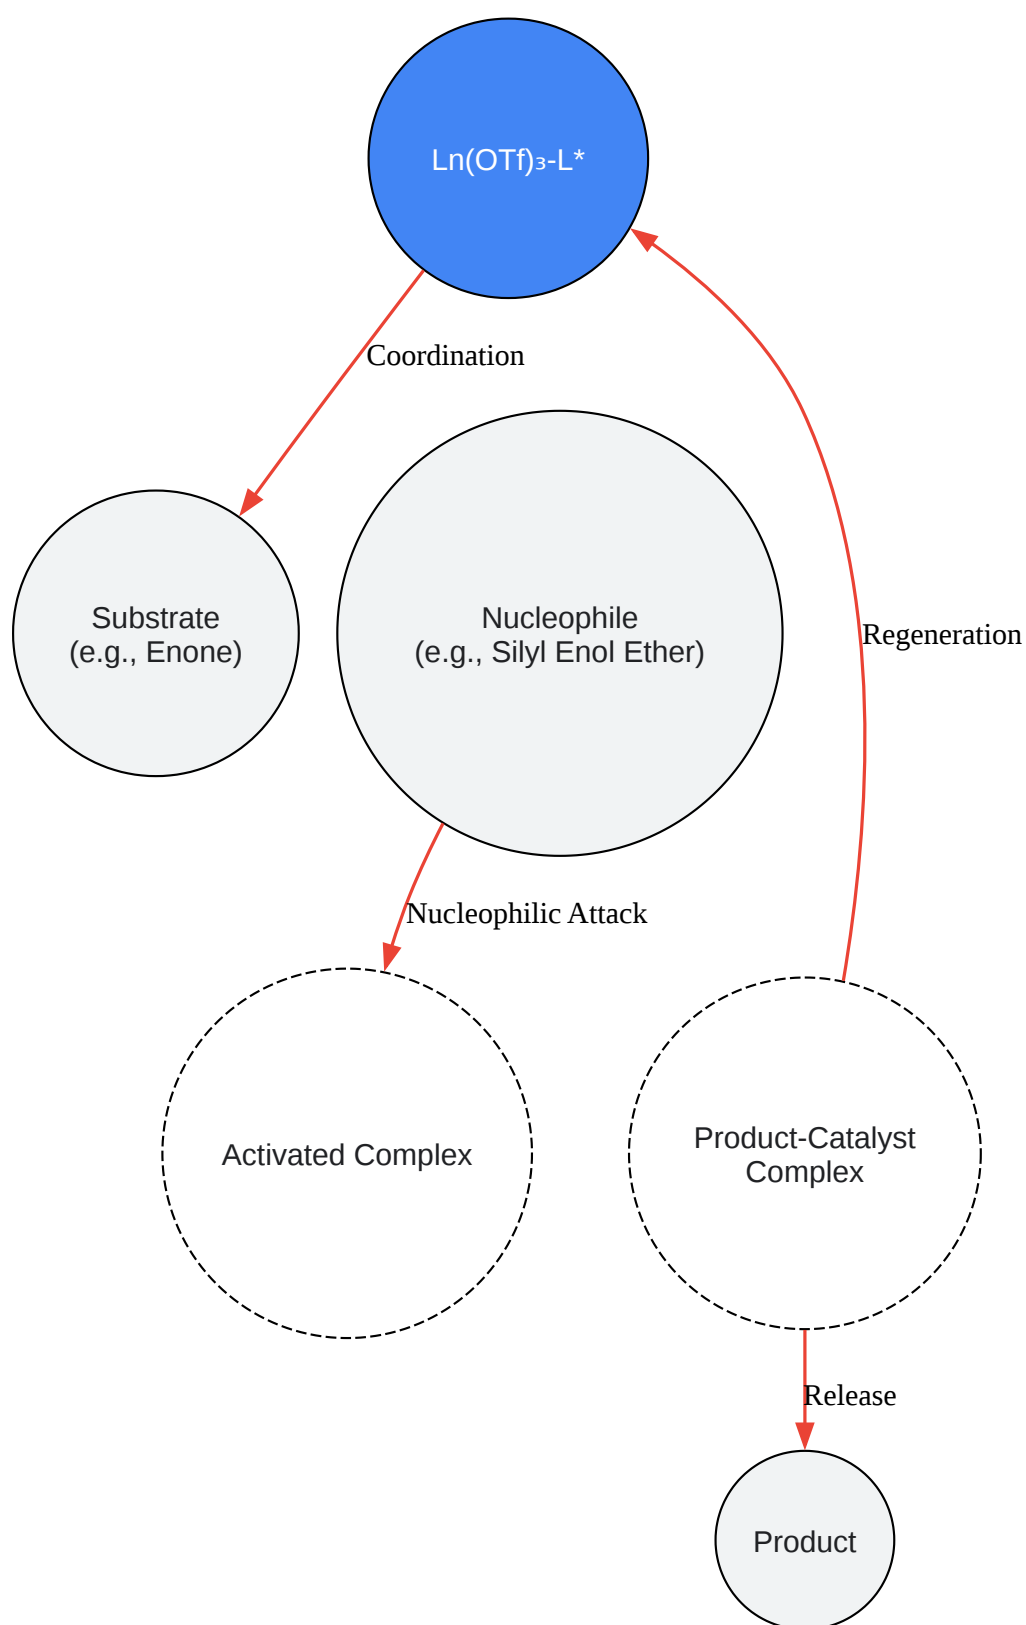 Ln(OTf)₃-L*
Coordination
Substrate
(e.g., Enone)
Nucleophile
(e.g., Silyl Enol Ether)
Regeneration
Nucleophilic Attack
Activated Complex
Product-Catalyst
Complex
Release
Product